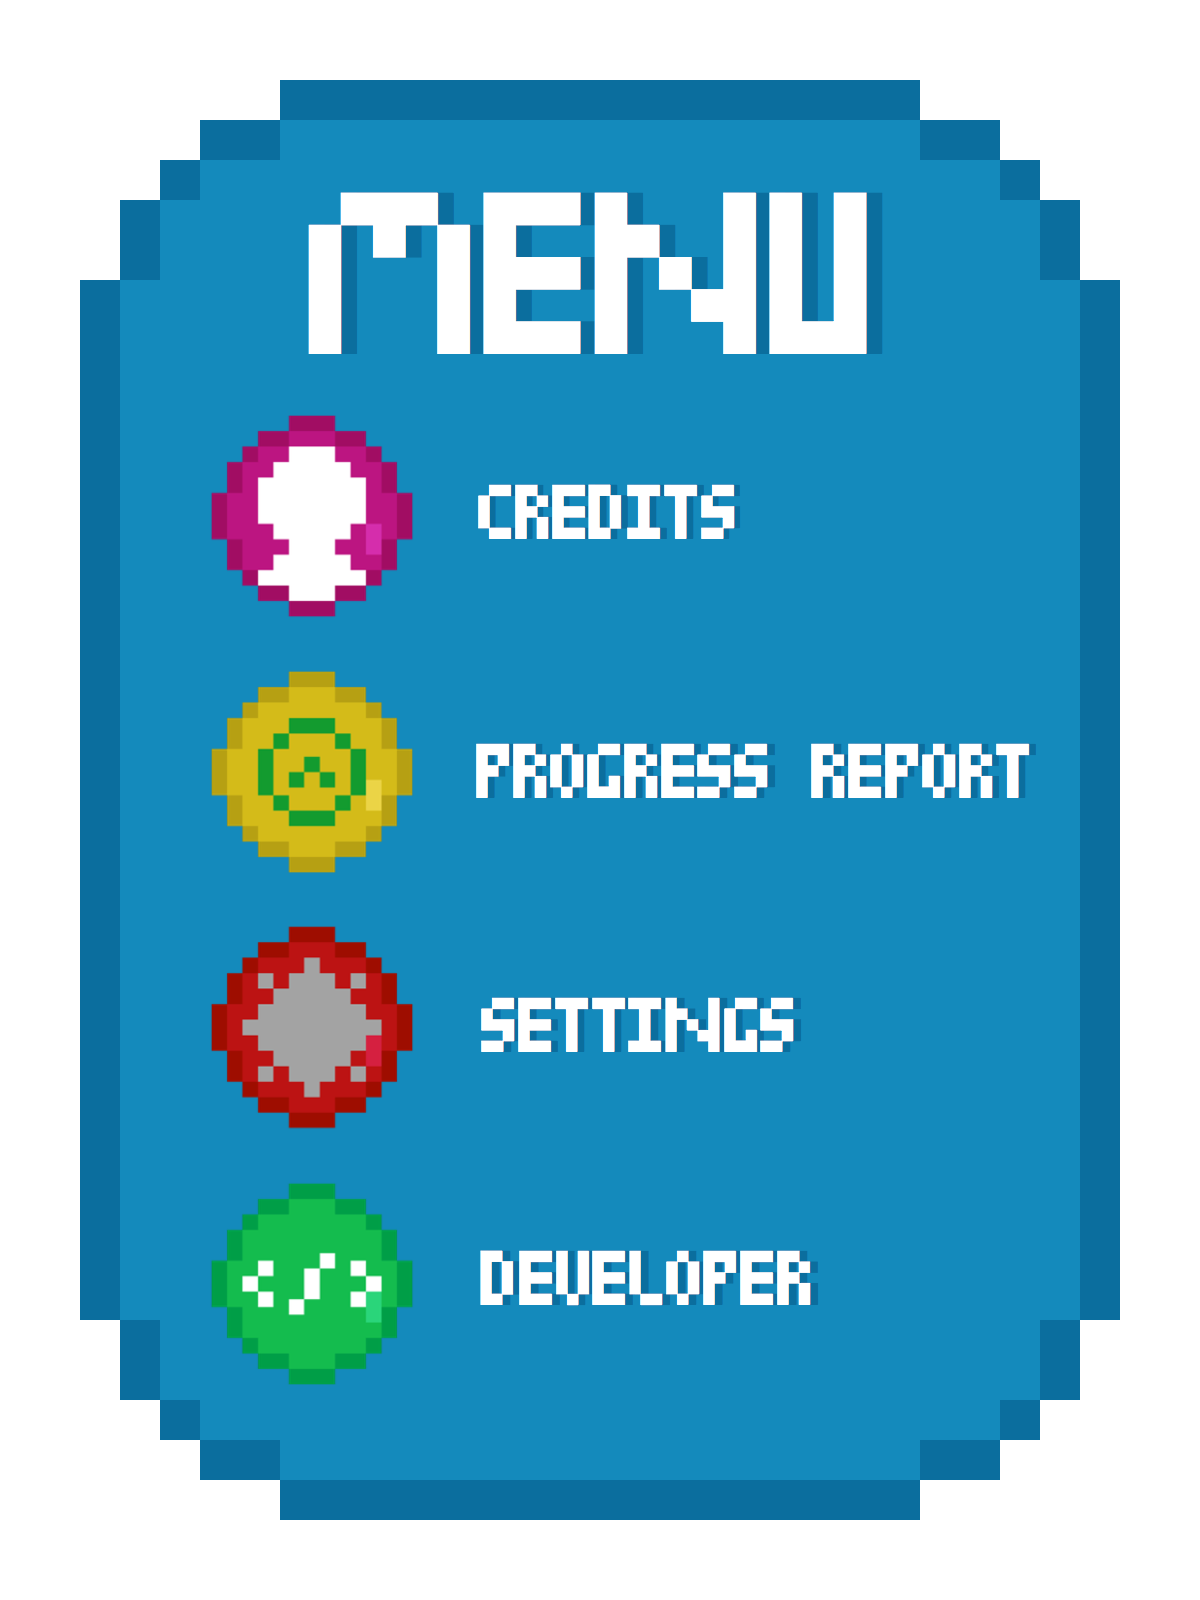 MENU
CREDITS
PROGRESS REPORT
SETTINGS
</>
DEVELOPER